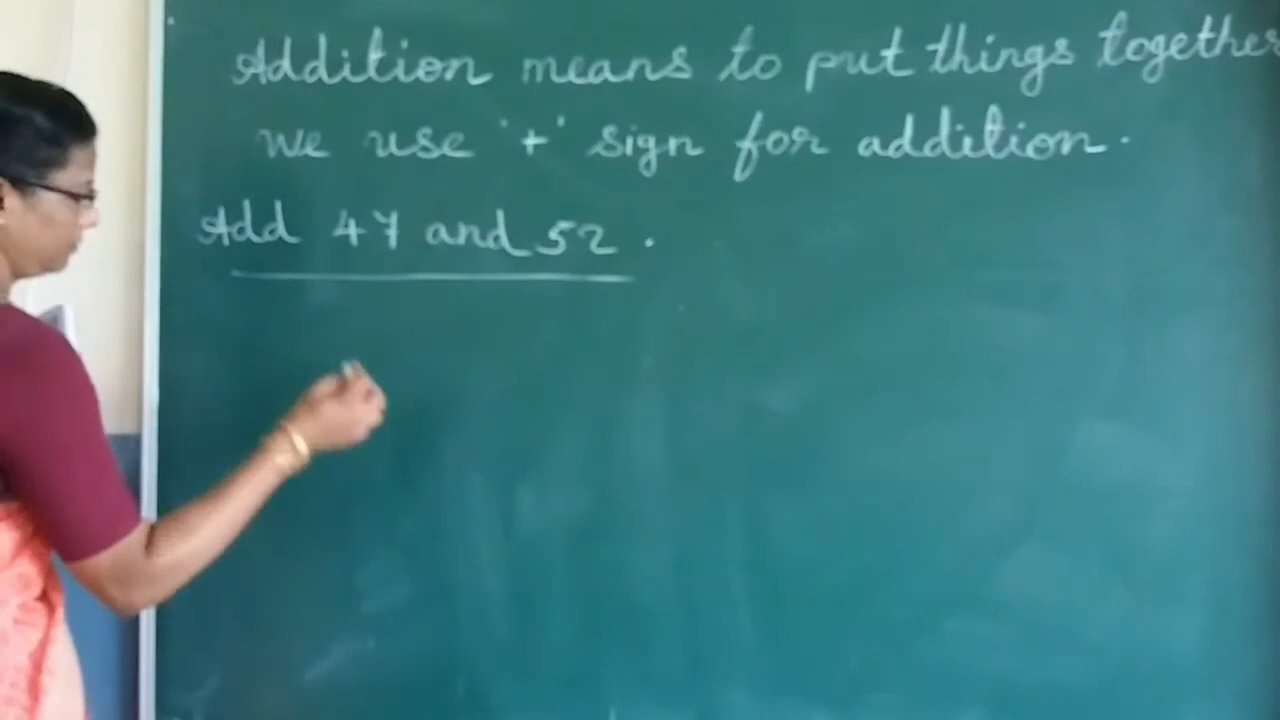 Addition means to put things together
we use '+' sign for addition.
Add 47 and 52.